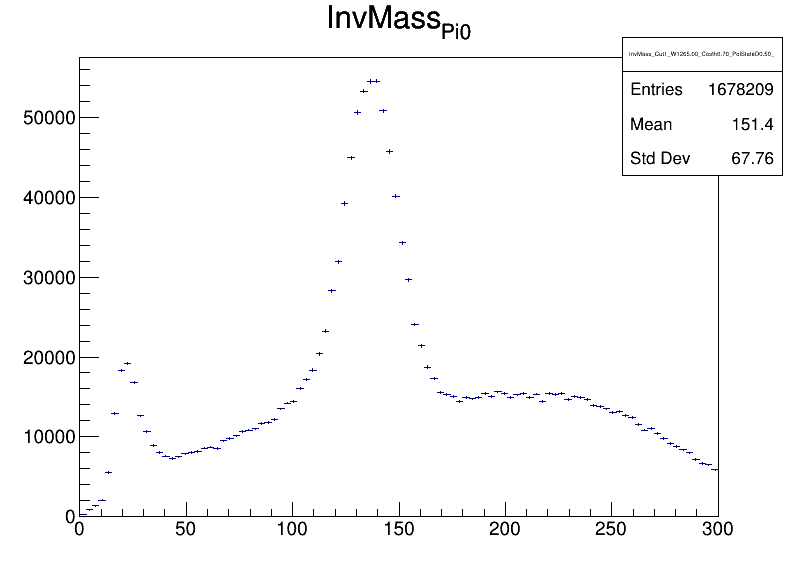 InvMass_Pi0
InvMass_Cut1_W1265.00_Costh0.70_PolStateD0.50_
Entries 1678209
Mean 151.4
Std Dev 67.76
50000
40000
30000
20000
10000
0
0 50 100 150 200 250 300